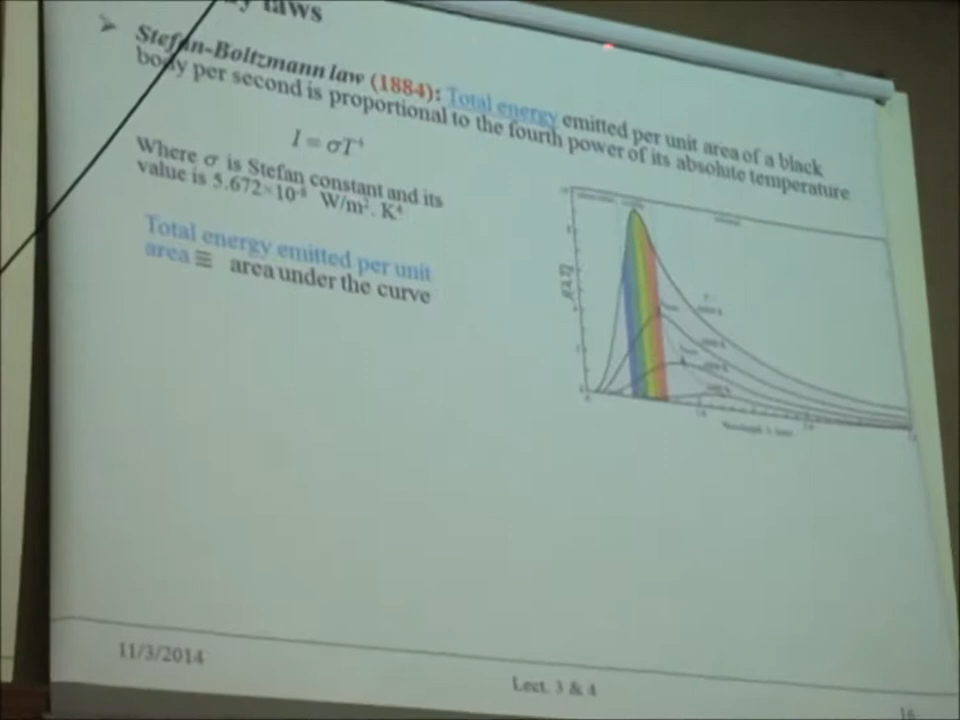 laws
➤ Stefan-Boltzmann law (1884): Total energy emitted per unit area of a black
body per second is proportional to the fourth power of its absolute temperature
I = σT⁴
Where σ is Stefan constant and its
value is 5.672×10⁻⁸ W/m². K⁴
Total energy emitted per unit
area ≡ area under the curve
11/3/2014
Lect. 3 & 4
16